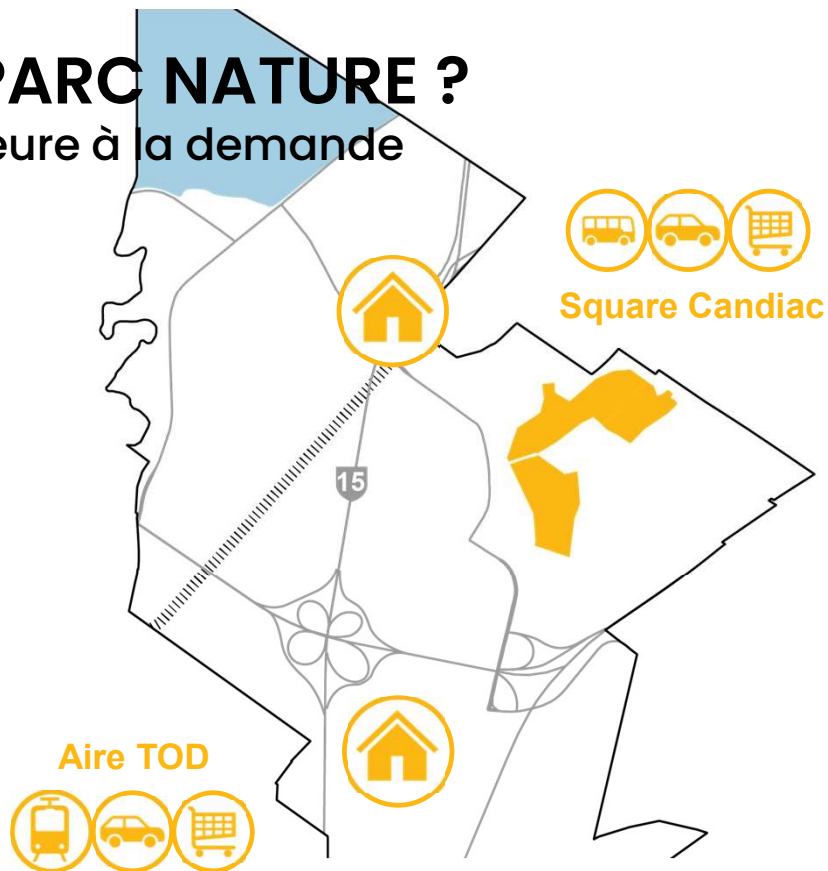 PARC NATURE ?
eure à la demande
Square Candiac
15
Aire TOD